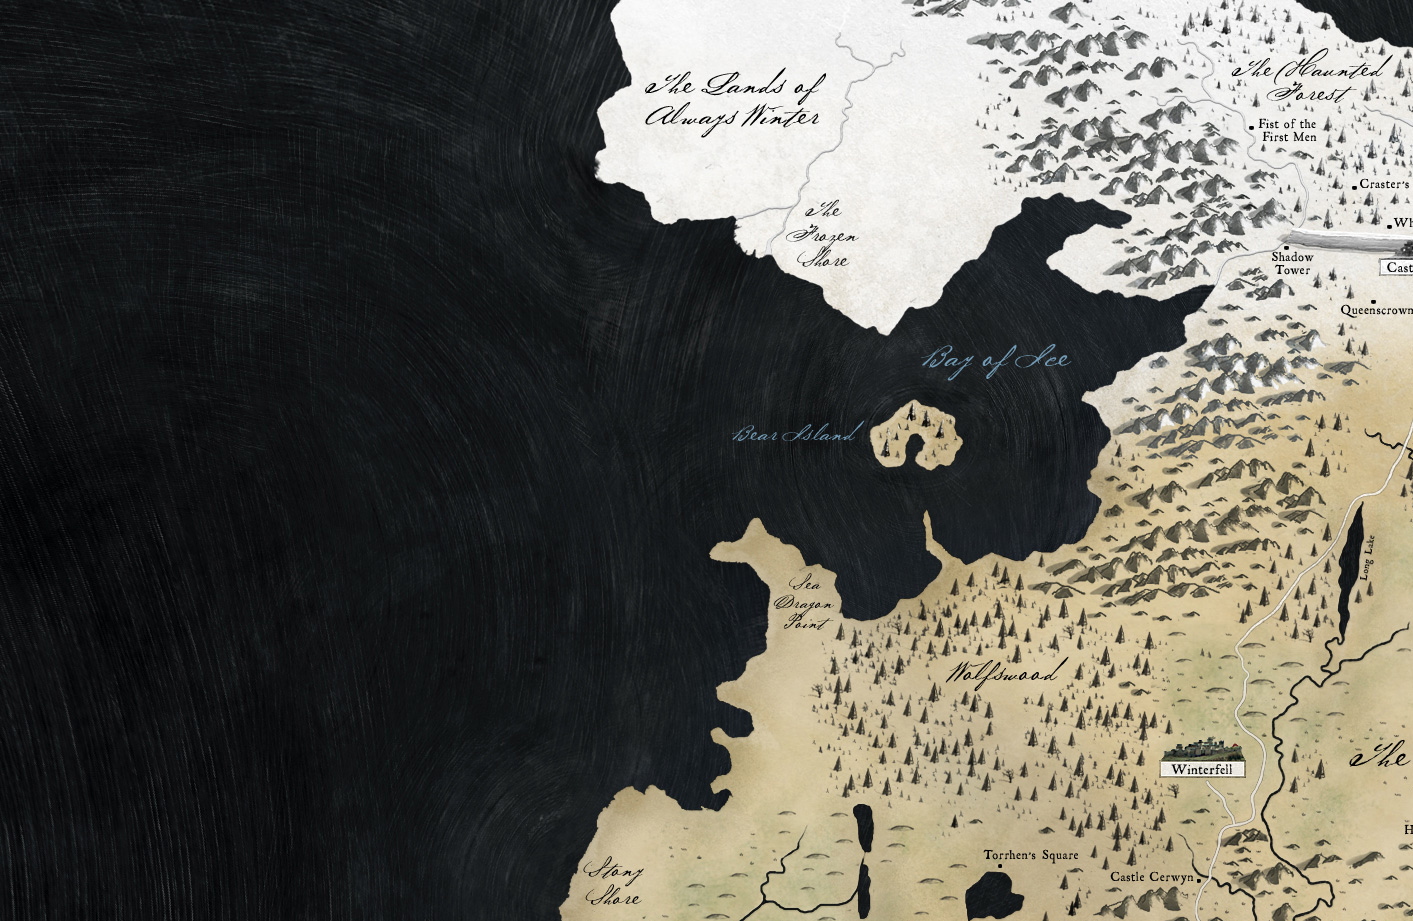 The Lands of
Always Winter
The Haunted
Forest
Fist of the
First Men
Craster's
The
Frozen
Shore
Shadow
Tower
Queenscrown
Bay of Ice
Bear Island
Long Lake
Sea
Dragon
Point
Wolfswood
Winterfell
The
Torrhen's Square
Castle Cerwyn
Stony
Shore